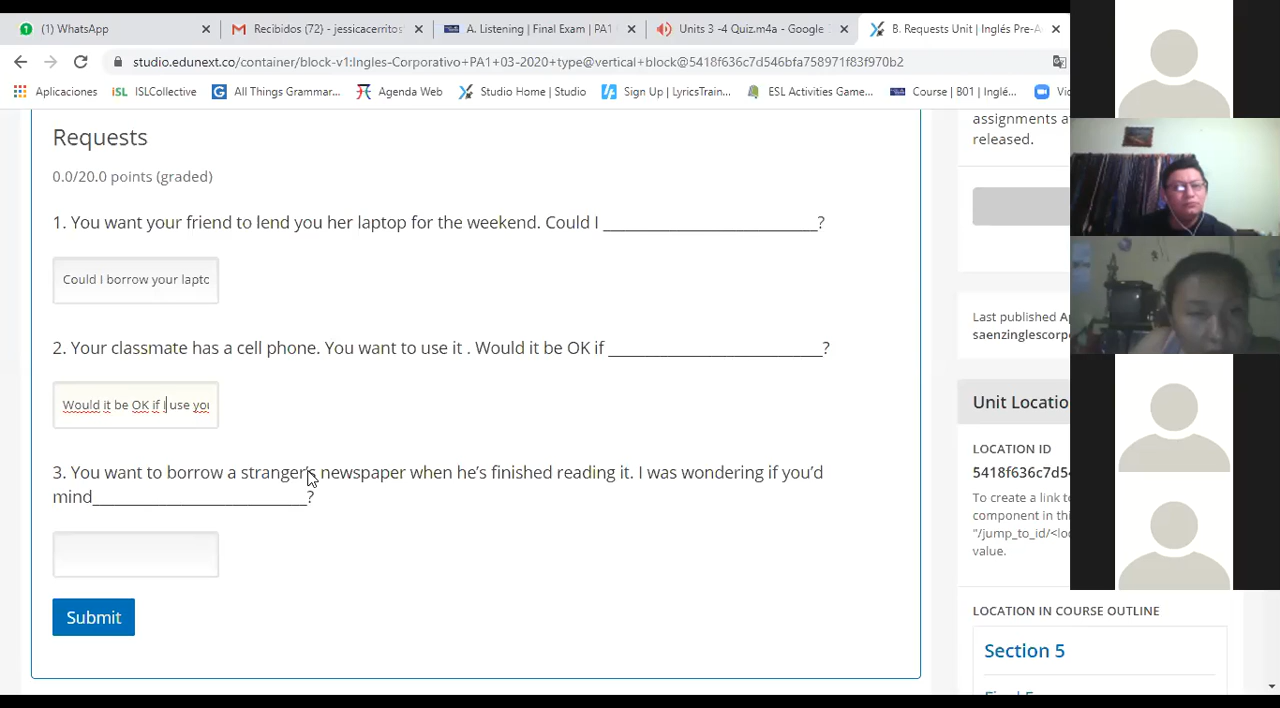 (1) WhatsApp
Recibidos (72) - jessicacerritos
A. Listening | Final Exam | PA1
Units 3 -4 Quiz.m4a - Google
B. Requests Unit | Inglés Pre-A
studio.edunext.co/container/block-v1:Ingles-Corporativo+PA1+03-2020+type@vertical+block@5418f636c7d546bfa758971f83f970b2
Aplicaciones
ISLCollective
All Things Grammar...
Agenda Web
Studio Home | Studio
Sign Up | LyricsTrain...
ESL Activities Game...
Course | B01 | Inglé...
Requests
0.0/20.0 points (graded)
1. You want your friend to lend you her laptop for the weekend. Could I ________________________?
Could I borrow your lapto
2. Your classmate has a cell phone. You want to use it . Would it be OK if ________________________?
Would it be OK if I use you
3. You want to borrow a stranger's newspaper when he's finished reading it. I was wondering if you'd
mind________________________?
Submit
assignments a
released.
Last published
saenzinglescorp
Unit Locatio
LOCATION ID
5418f636c7d54
To create a link t
component in thi
"/jump_to_id/<lo
value.
LOCATION IN COURSE OUTLINE
Section 5